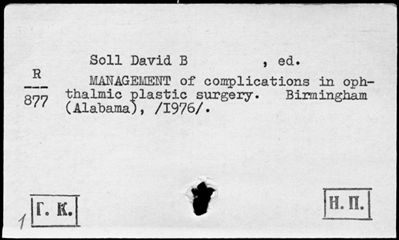 Soll David B , ed.
R
877
MANAGEMENT of complications in oph-
thalmic plastic surgery. Birmingham
(Alabama), /1976/.
1
Г. К.
Н. П.